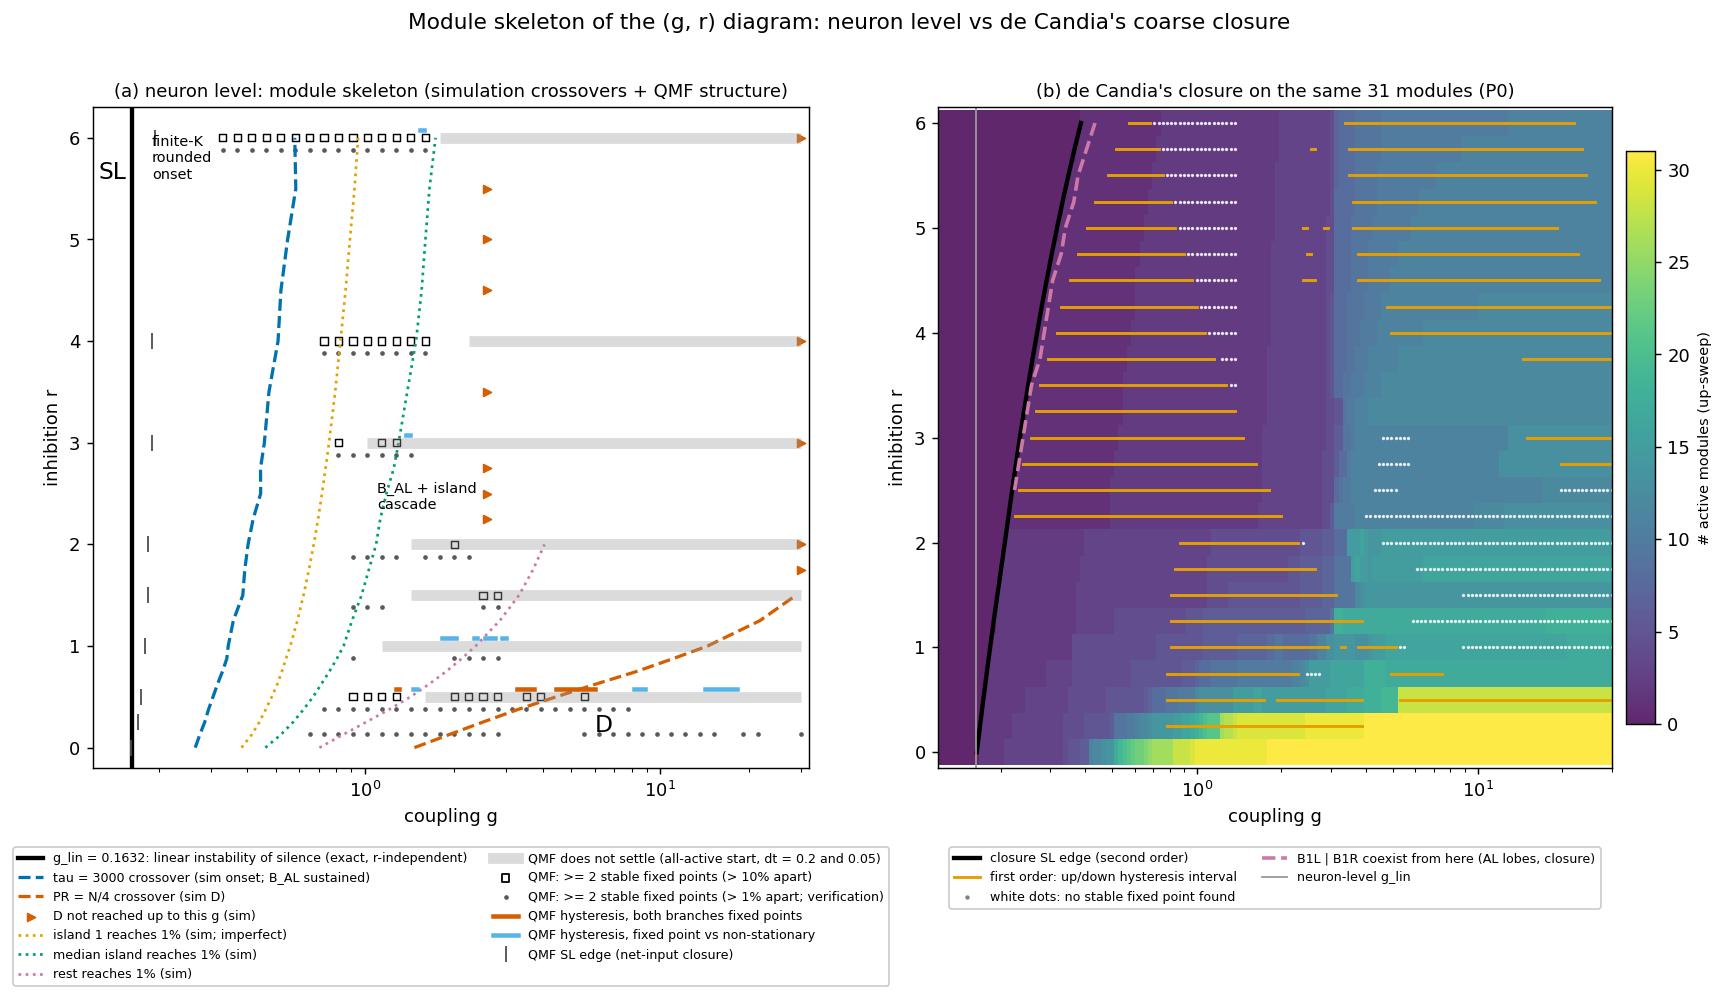 Module skeleton of the (g, r) diagram: neuron level vs de Candia's coarse closure
(a) neuron level: module skeleton (simulation crossovers + QMF structure)
SL
finite-K
rounded
onset
B_AL + island
cascade
D
6
5
4
3
2
1
0
inhibition r
10^0
10^1
coupling g
(b) de Candia's closure on the same 31 modules (P0)
6
5
4
3
2
1
0
inhibition r
10^0
10^1
coupling g
30
25
20
15
10
5
0
# active modules (up-sweep)
g_lin = 0.1632: linear instability of silence (exact, r-independent)
tau = 3000 crossover (sim onset; B_AL sustained)
PR = N/4 crossover (sim D)
D not reached up to this g (sim)
island 1 reaches 1% (sim; imperfect)
median island reaches 1% (sim)
rest reaches 1% (sim)
QMF does not settle (all-active start, dt = 0.2 and 0.05)
QMF: >= 2 stable fixed points (> 10% apart)
QMF: >= 2 stable fixed points (> 1% apart; verification)
QMF hysteresis, both branches fixed points
QMF hysteresis, fixed point vs non-stationary
QMF SL edge (net-input closure)
closure SL edge (second order)
first order: up/down hysteresis interval
white dots: no stable fixed point found
B1L | B1R coexist from here (AL lobes, closure)
neuron-level g_lin